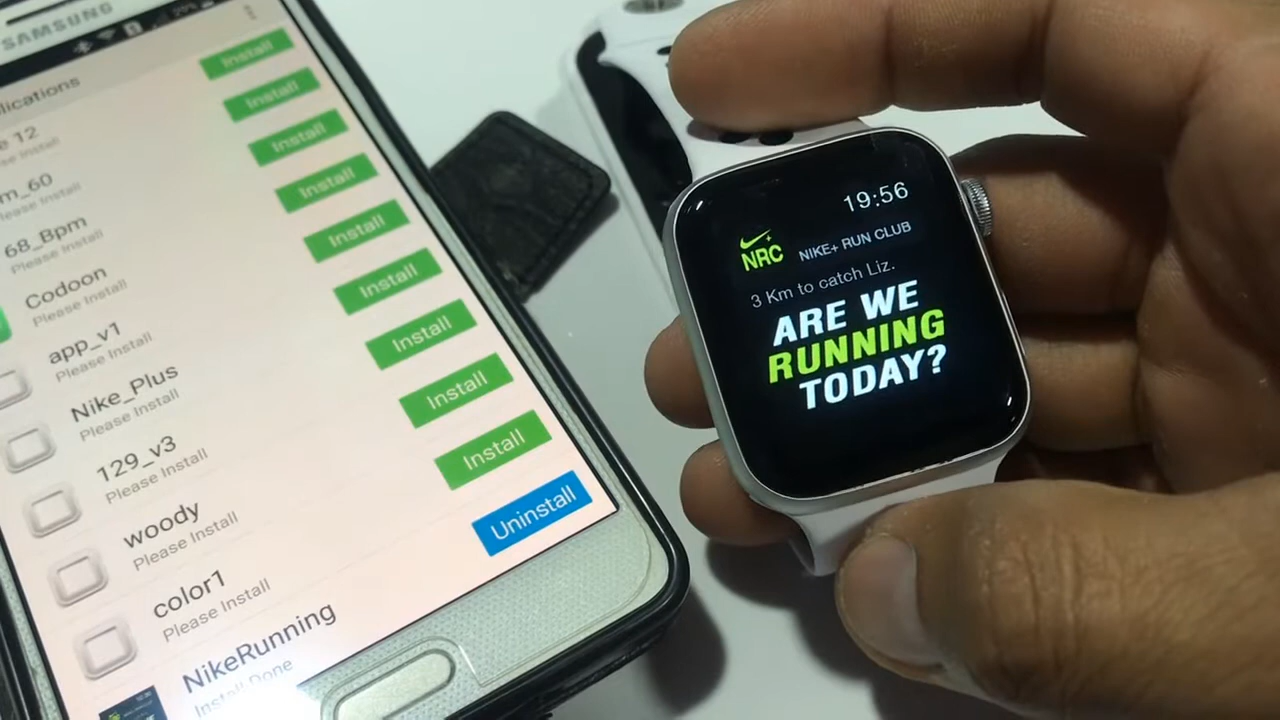 SAMSUNG
lications
Install
e 12
Please Install
Install
m_60
Please Install
Install
68_Bpm
Please Install
Install
Codoon
Please Install
Install
app_v1
Please Install
Install
Nike_Plus
Please Install
Install
129_v3
Please Install
Install
woody
Please Install
Install
color1
Please Install
Uninstall
NikeRunning
Install Done
19:56
NRC
NIKE+ RUN CLUB
3 Km to catch Liz.
ARE WE
RUNNING
TODAY?